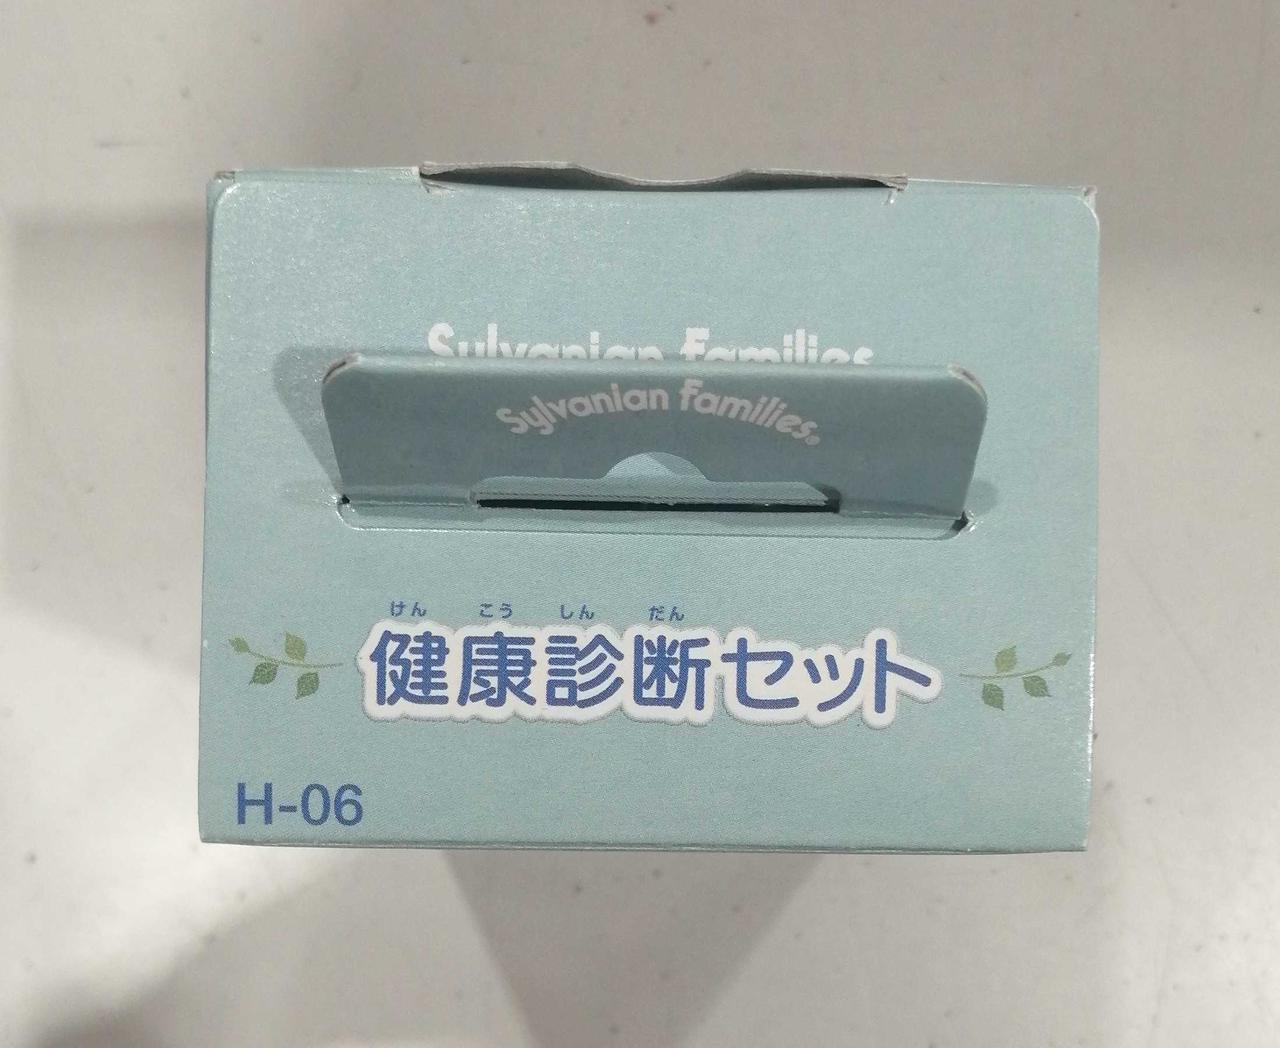 Sylvanian Families
Sylvanian Families®
けん こう しん だん
健康診断セット
H-06